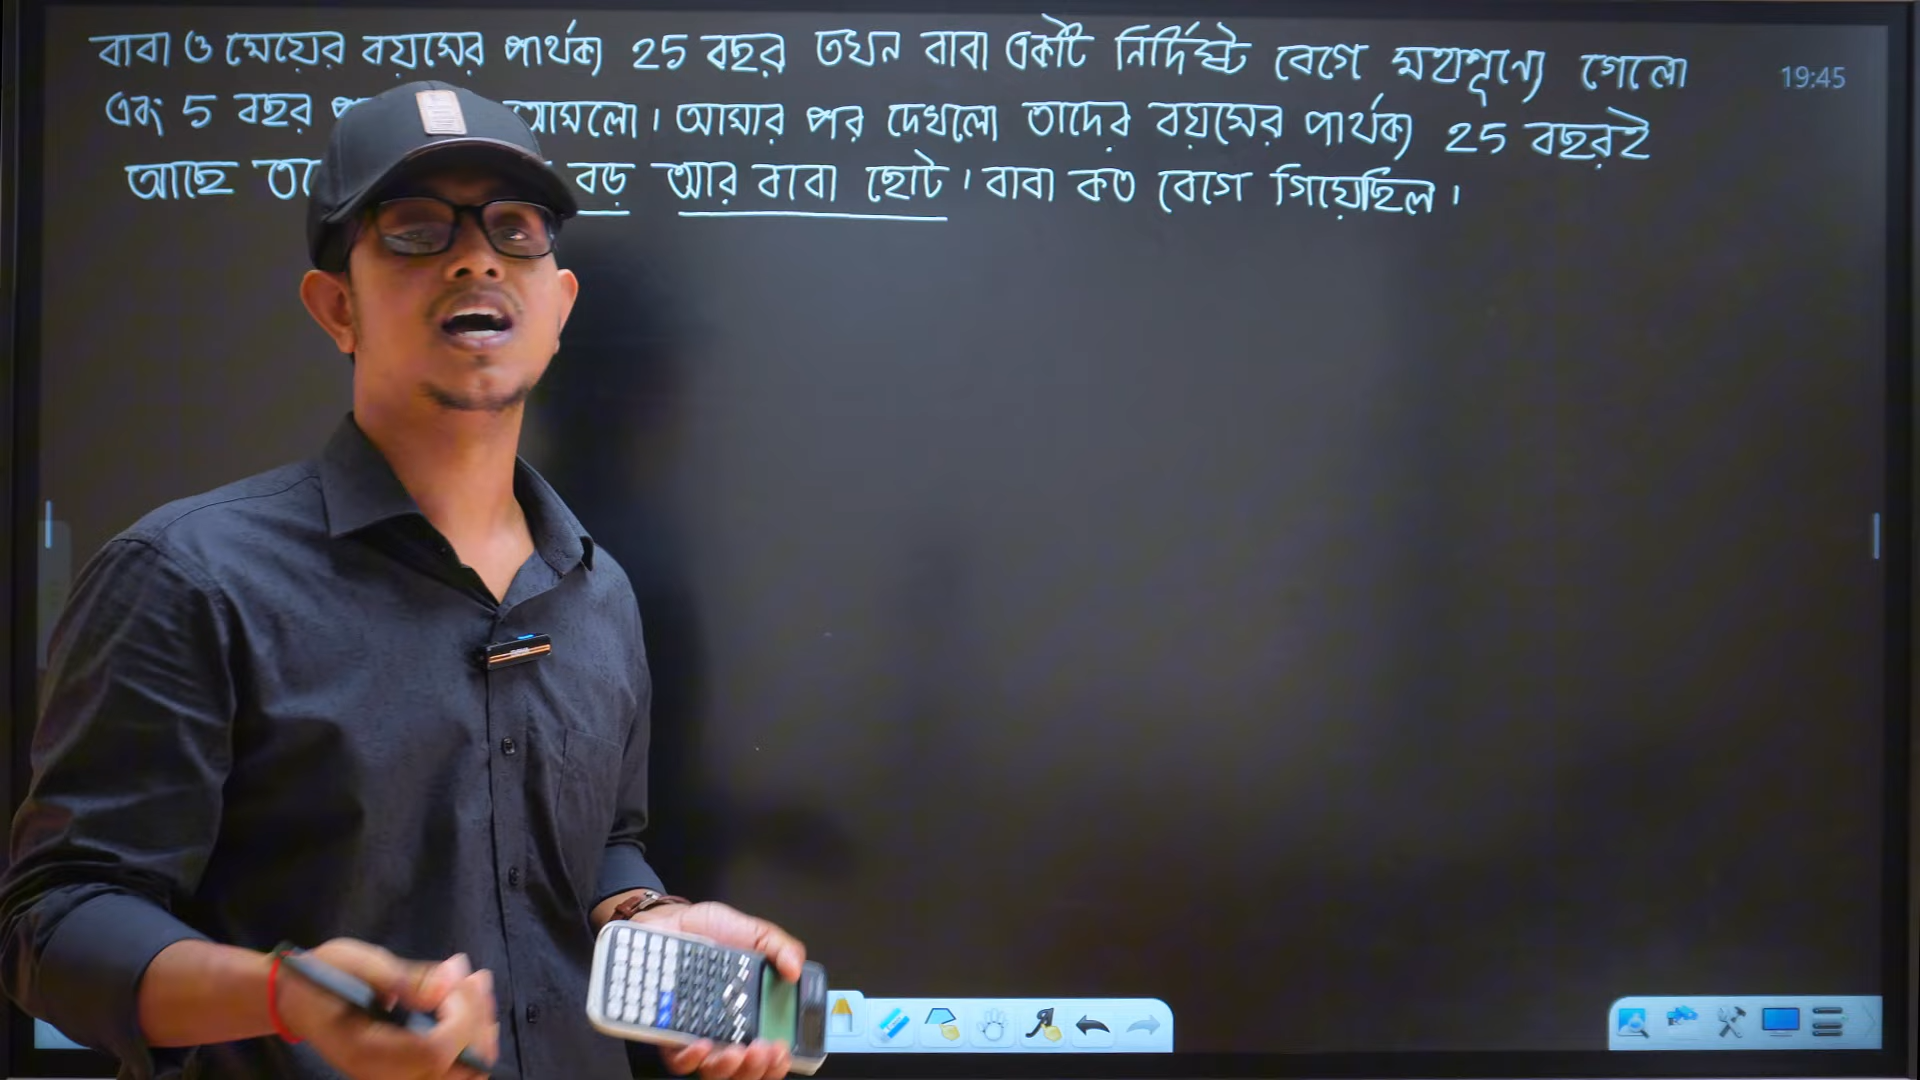 বাবা ও মেয়ের বয়সের পার্থক্য 25 বছর তখন বাবা একটি নির্দিষ্ট বেগে মহাশূণ্যে গেলো
এবং 5 বছর আসলো। আসার পর দেখলো তাদের বয়সের পার্থক্য 25 বছরই
আছে বড় আর বাবা ছোট। বাবা কত বেগে গিয়েছিল।
19:45